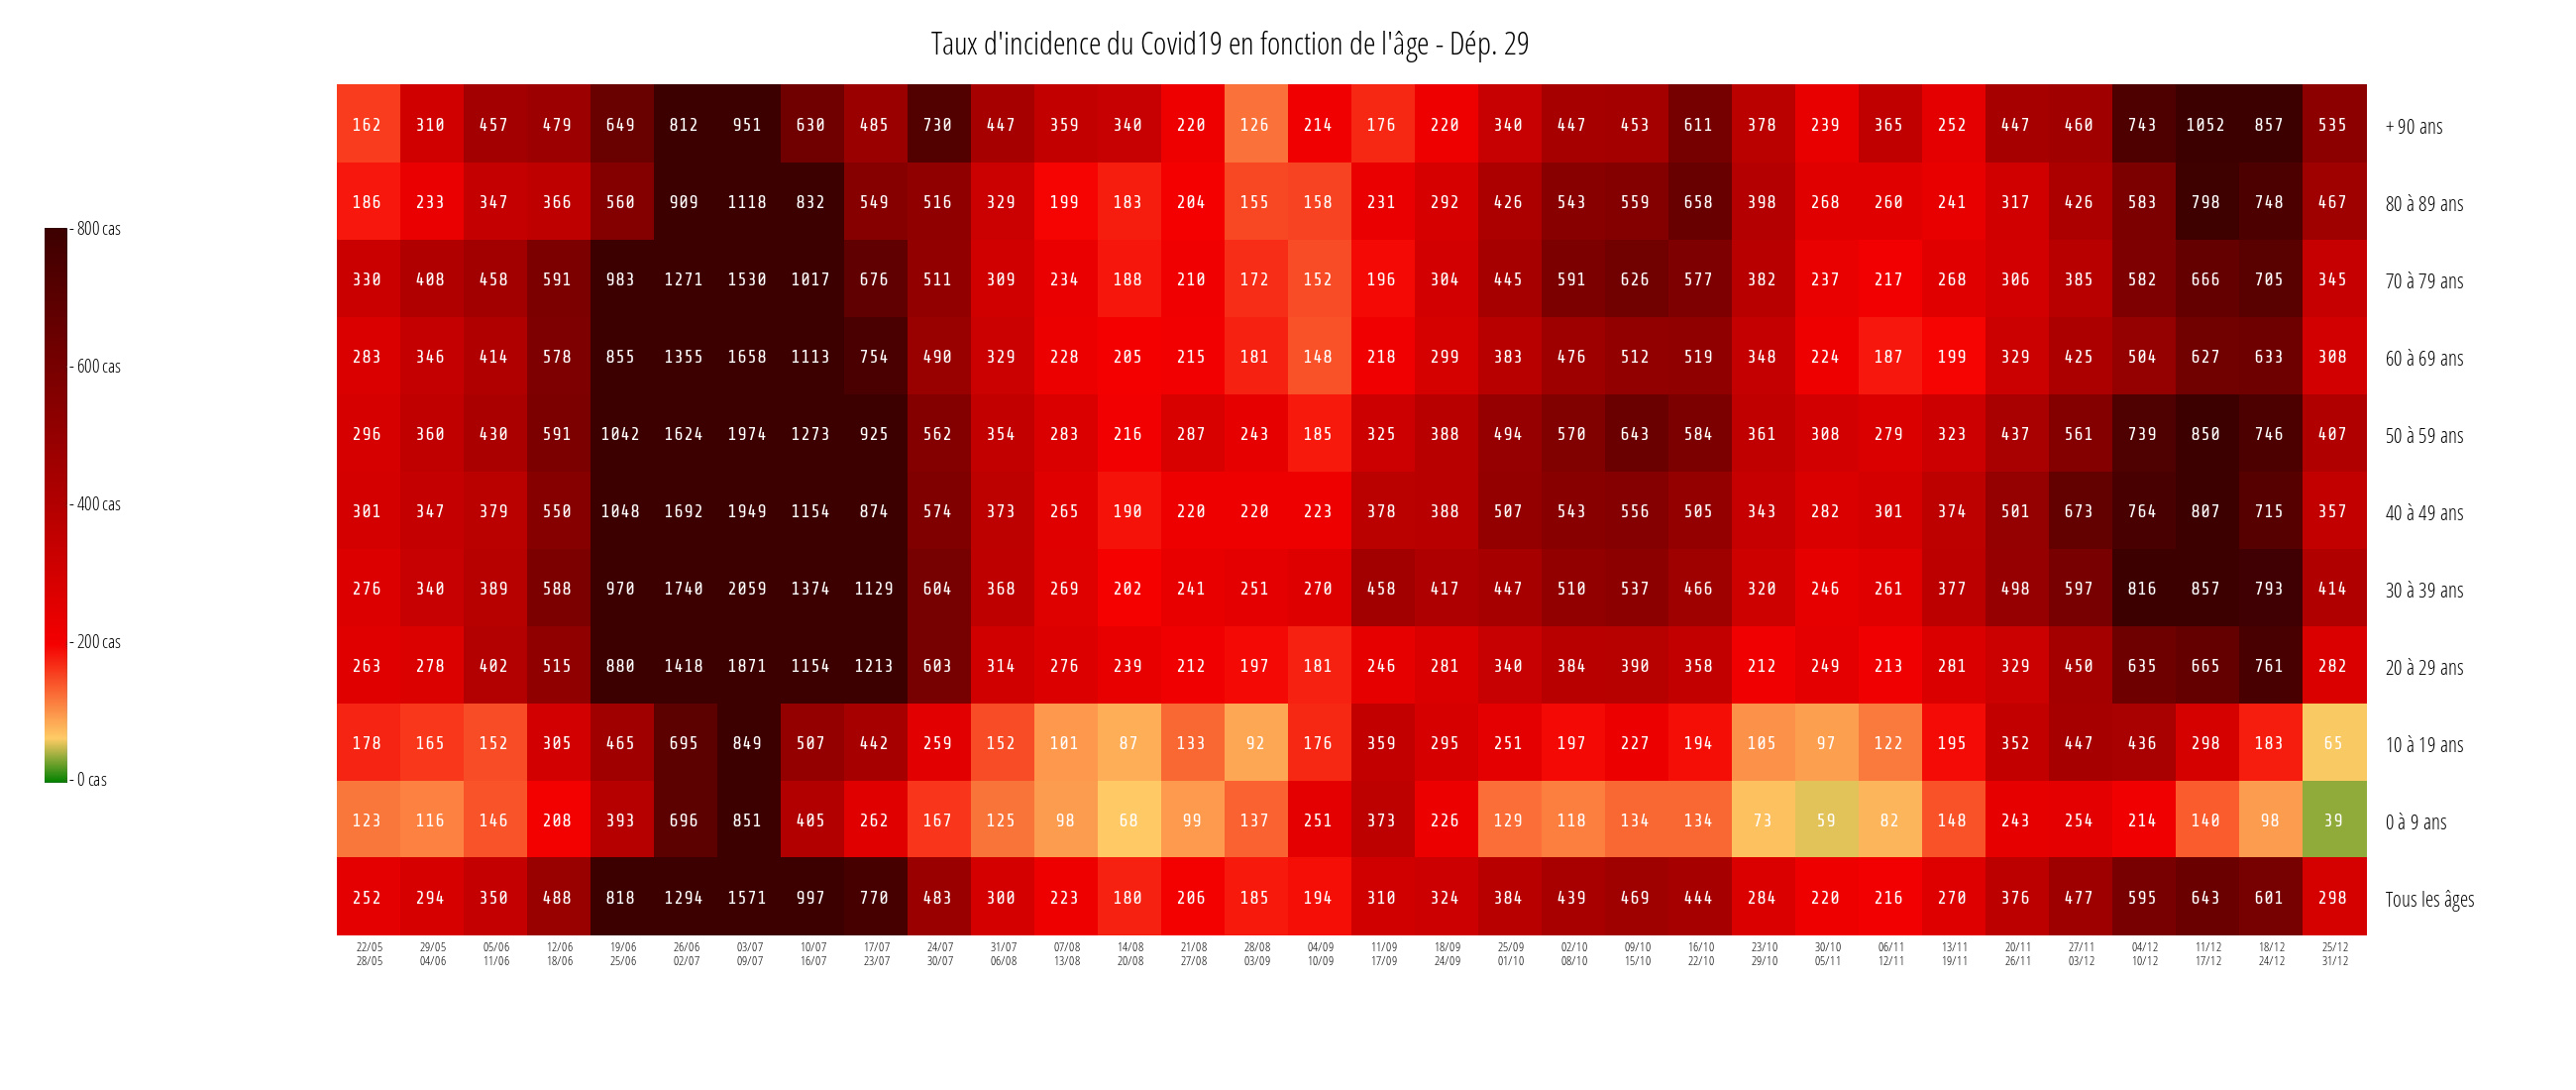 Taux d'incidence du Covid19 en fonction de l'âge - Dép. 29
162 310 457 479 649 812 951 630 485 730 447 359 340 220 126 214 176 220 340 447 453 611 378 239 365 252 447 460 743 1052 857 535 + 90 ans
186 233 347 366 560 909 1118 832 549 516 329 199 183 204 155 158 231 292 426 543 559 658 398 268 260 241 317 426 583 798 748 467 80 à 89 ans
- 800 cas
330 408 458 591 983 1271 1530 1017 676 511 309 234 188 210 172 152 196 304 445 591 626 577 382 237 217 268 306 385 582 666 705 345 70 à 79 ans
283 346 414 578 855 1355 1658 1113 754 490 329 228 205 215 181 148 218 299 383 476 512 519 348 224 187 199 329 425 504 627 633 308 60 à 69 ans
- 600 cas
296 360 430 591 1042 1624 1974 1273 925 562 354 283 216 287 243 185 325 388 494 570 643 584 361 308 279 323 437 561 739 850 746 407 50 à 59 ans
- 400 cas
301 347 379 550 1048 1692 1949 1154 874 574 373 265 190 220 220 223 378 388 507 543 556 505 343 282 301 374 501 673 764 807 715 357 40 à 49 ans
276 340 389 588 970 1740 2059 1374 1129 604 368 269 202 241 251 270 458 417 447 510 537 466 320 246 261 377 498 597 816 857 793 414 30 à 39 ans
- 200 cas
263 278 402 515 880 1418 1871 1154 1213 603 314 276 239 212 197 181 246 281 340 384 390 358 212 249 213 281 329 450 635 665 761 282 20 à 29 ans
178 165 152 305 465 695 849 507 442 259 152 101 87 133 92 176 359 295 251 197 227 194 105 97 122 195 352 447 436 298 183 65 10 à 19 ans
- 0 cas
123 116 146 208 393 696 851 405 262 167 125 98 68 99 137 251 373 226 129 118 134 134 73 59 82 148 243 254 214 140 98 39 0 à 9 ans
252 294 350 488 818 1294 1571 997 770 483 300 223 180 206 185 194 310 324 384 439 469 444 284 220 216 270 376 477 595 643 601 298 Tous les âges
22/05 29/05 05/06 12/06 19/06 26/06 03/07 10/07 17/07 24/07 31/07 07/08 14/08 21/08 28/08 04/09 11/09 18/09 25/09 02/10 09/10 16/10 23/10 30/10 06/11 13/11 20/11 27/11 04/12 11/12 18/12 25/12
28/05 04/06 11/06 18/06 25/06 02/07 09/07 16/07 23/07 30/07 06/08 13/08 20/08 27/08 03/09 10/09 17/09 24/09 01/10 08/10 15/10 22/10 29/10 05/11 12/11 19/11 26/11 03/12 10/12 17/12 24/12 31/12